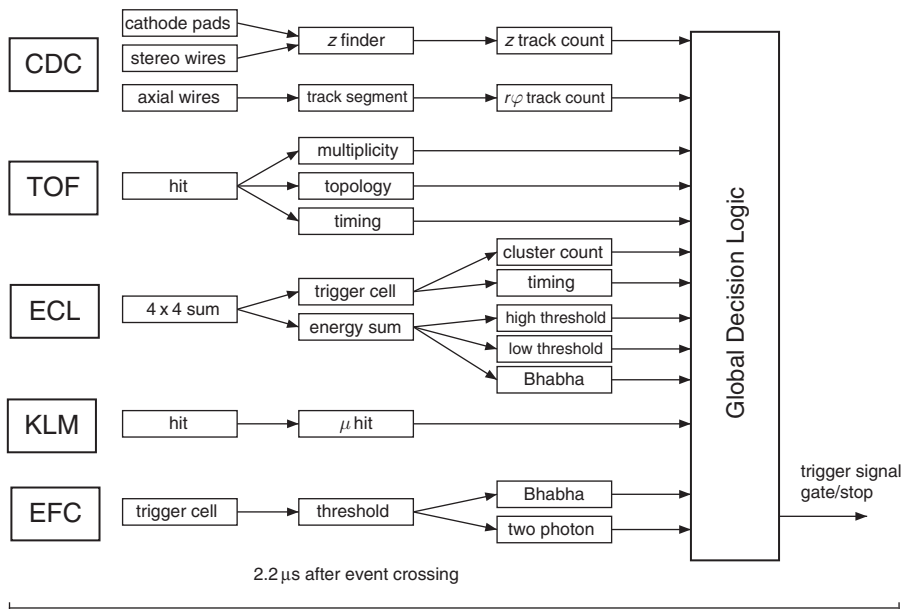 CDC
cathode pads
stereo wires
z finder
z track count
axial wires
track segment
rφ track count
TOF
hit
multiplicity
topology
timing
ECL
4 x 4 sum
trigger cell
energy sum
cluster count
timing
high threshold
low threshold
Bhabha
KLM
hit
μ hit
EFC
trigger cell
threshold
Bhabha
two photon
Global Decision Logic
trigger signal
gate/stop
2.2 μs after event crossing